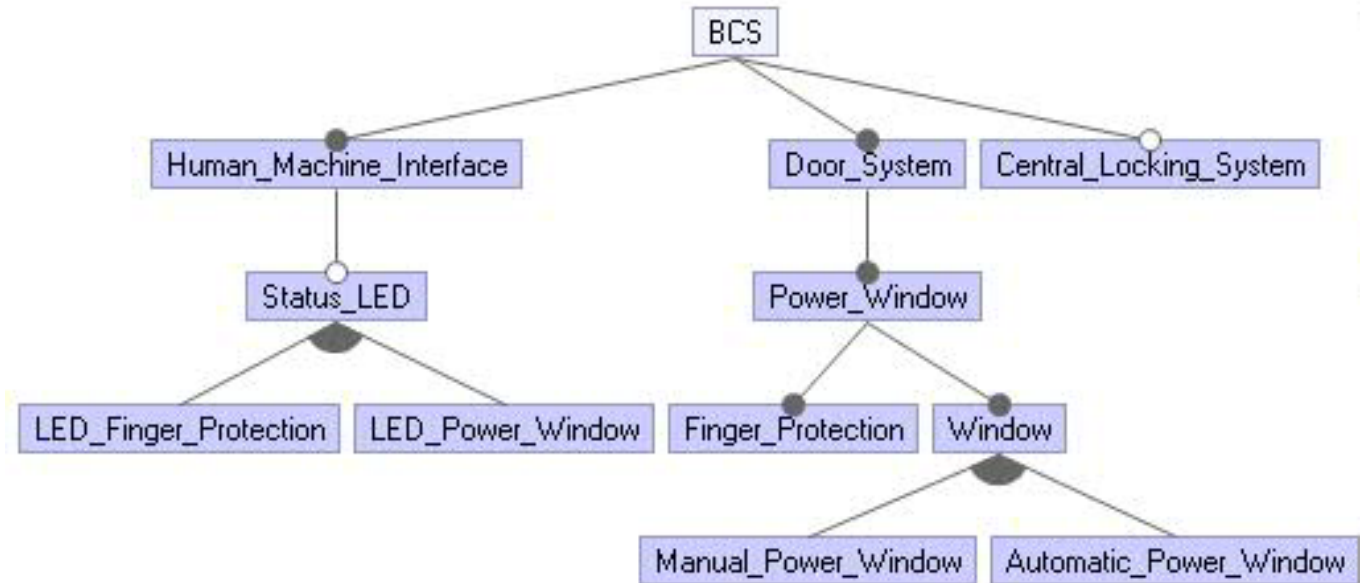 BCS
Human_Machine_Interface
Door_System
Central_Locking_System
Status_LED
Power_Window
LED_Finger_Protection
LED_Power_Window
Finger_Protection
Window
Manual_Power_Window
Automatic_Power_Window